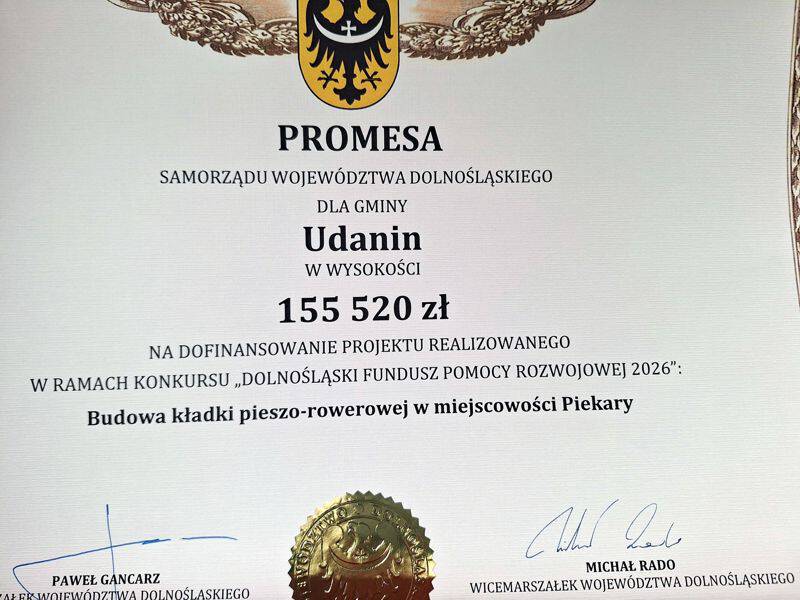 PROMESA
SAMORZĄDU WOJEWÓDZTWA DOLNOŚLĄSKIEGO
DLA GMINY
Udanin
W WYSOKOŚCI
155 520 zł
NA DOFINANSOWANIE PROJEKTU REALIZOWANEGO
W RAMACH KONKURSU „DOLNOŚLĄSKI FUNDUSZ POMOCY ROZWOJOWEJ 2026”:
Budowa kładki pieszo-rowerowej w miejscowości Piekary
PAWEŁ GANCARZ
WOJEWÓDZTWA DOLNOŚLĄSKIEGO
MICHAŁ RADO
WICEMARSZAŁEK WOJEWÓDZTWA DOLNOŚLĄSKIEGO